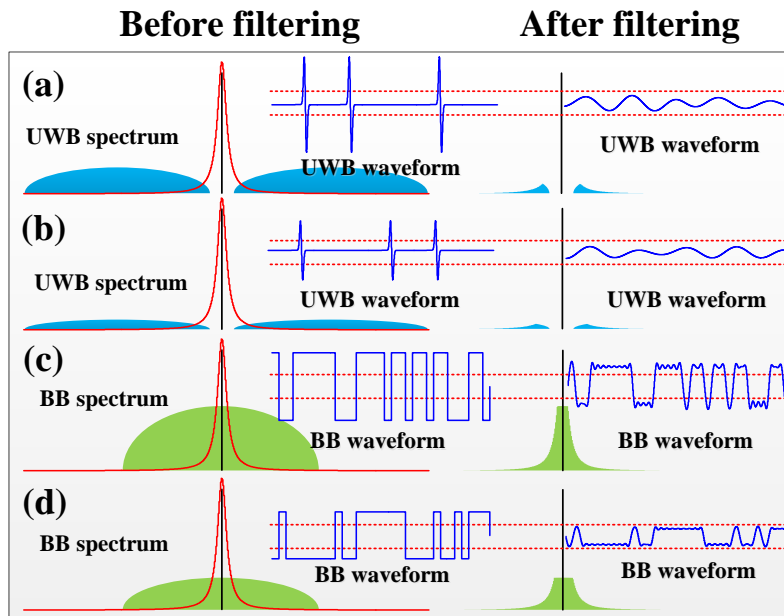 Before filtering After filtering
(a)
UWB spectrum
UWB waveform
UWB waveform
(b)
UWB spectrum
UWB waveform
UWB waveform
(c)
BB spectrum
BB waveform
BB waveform
(d)
BB spectrum
BB waveform
BB waveform